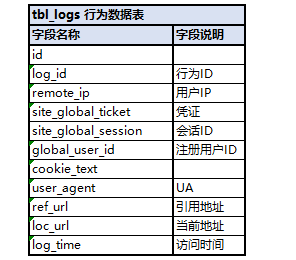 tbl_logs 行为数据表
字段名称 字段说明
id
log_id 行为ID
remote_ip 用户IP
site_global_ticket 凭证
site_global_session 会话ID
global_user_id 注册用户ID
cookie_text
user_agent UA
ref_url 引用地址
loc_url 当前地址
log_time 访问时间